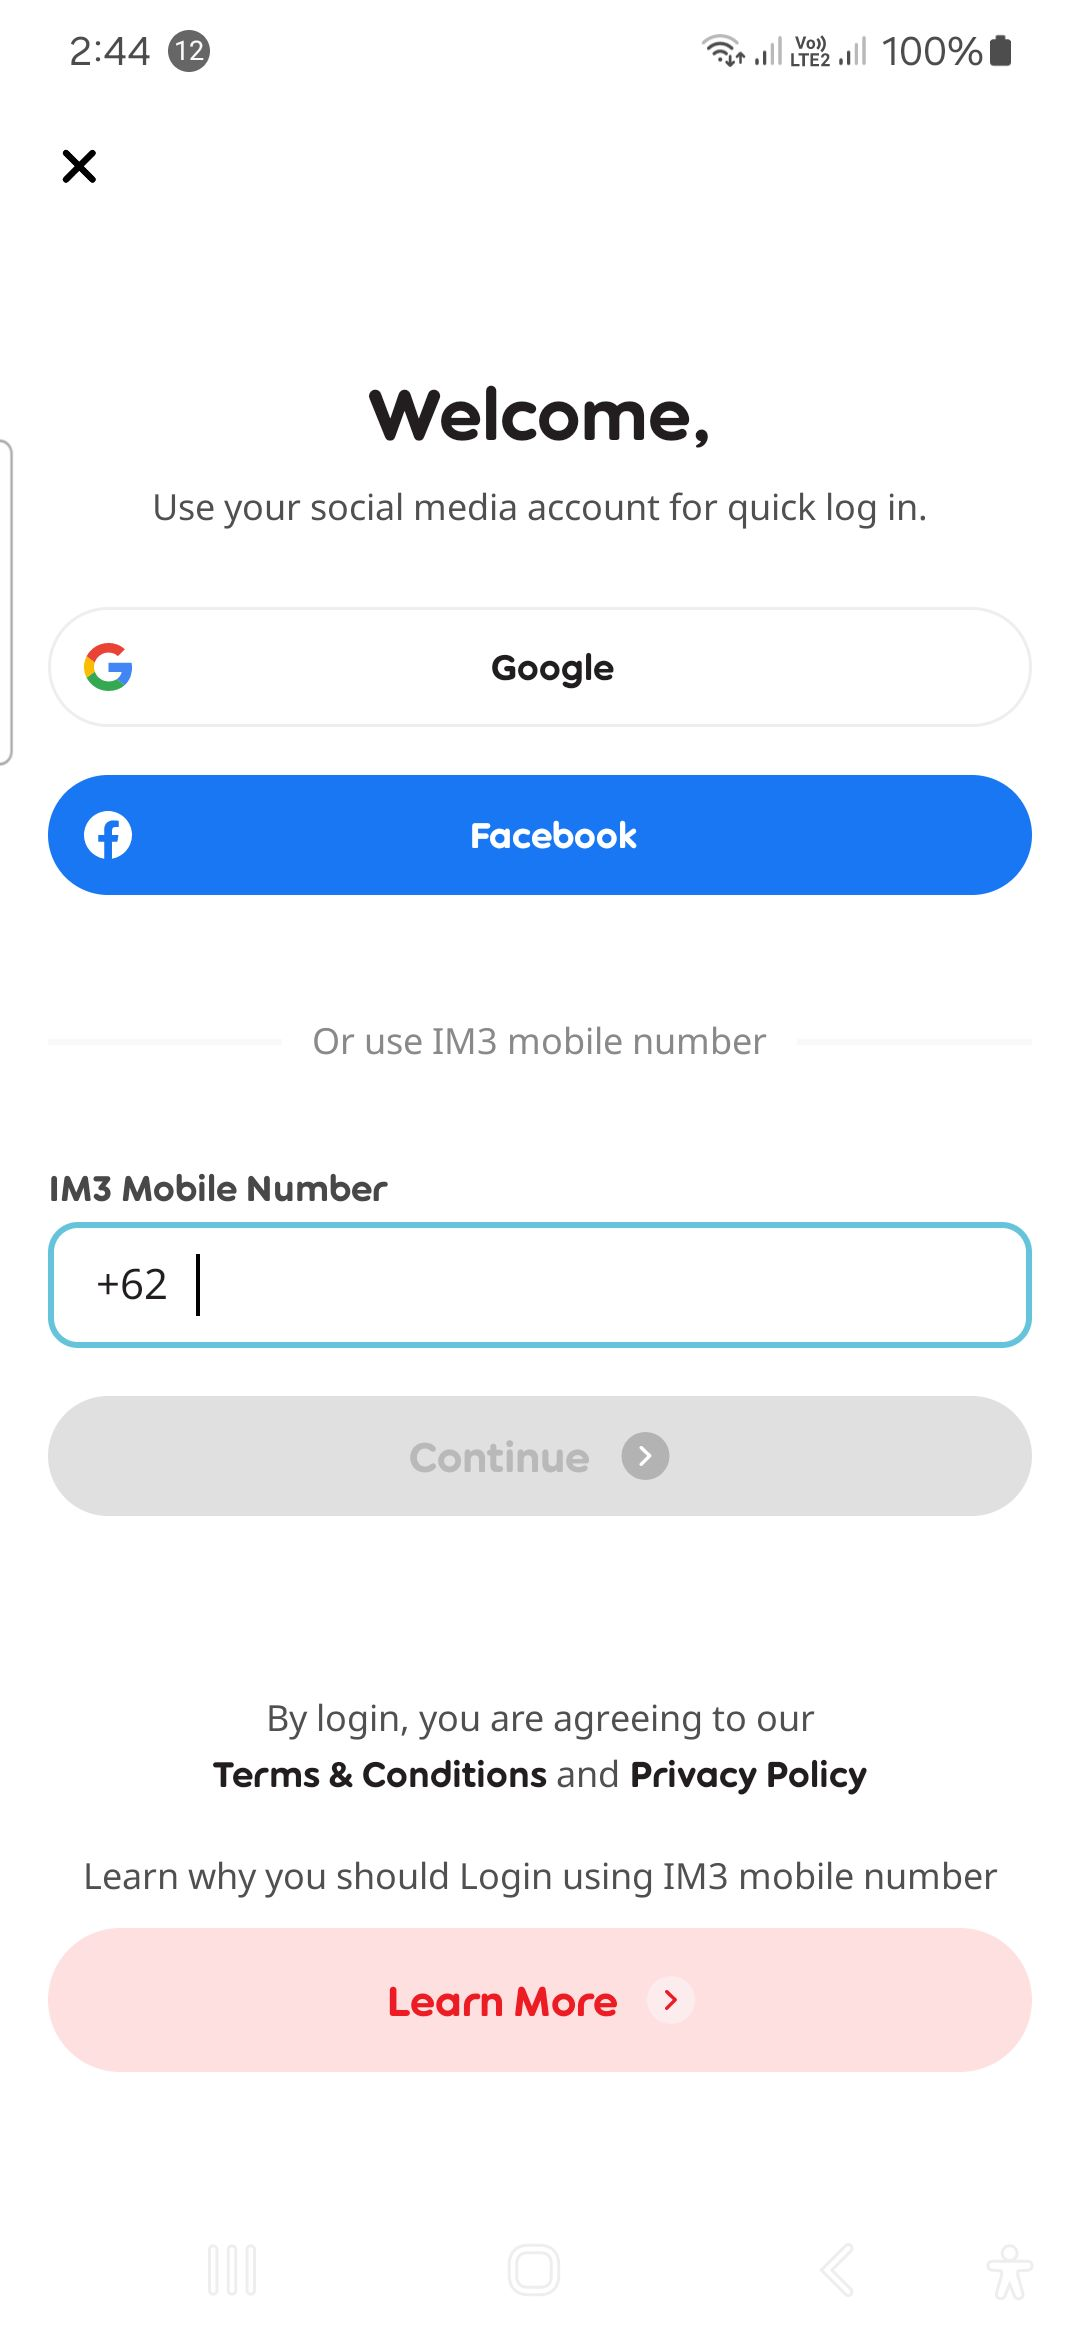 2:44 12 Vo) LTE2 100%
Welcome,
Use your social media account for quick log in.
Google
Facebook
Or use IM3 mobile number
IM3 Mobile Number
+62
Continue
By login, you are agreeing to our
Terms & Conditions and Privacy Policy
Learn why you should Login using IM3 mobile number
Learn More